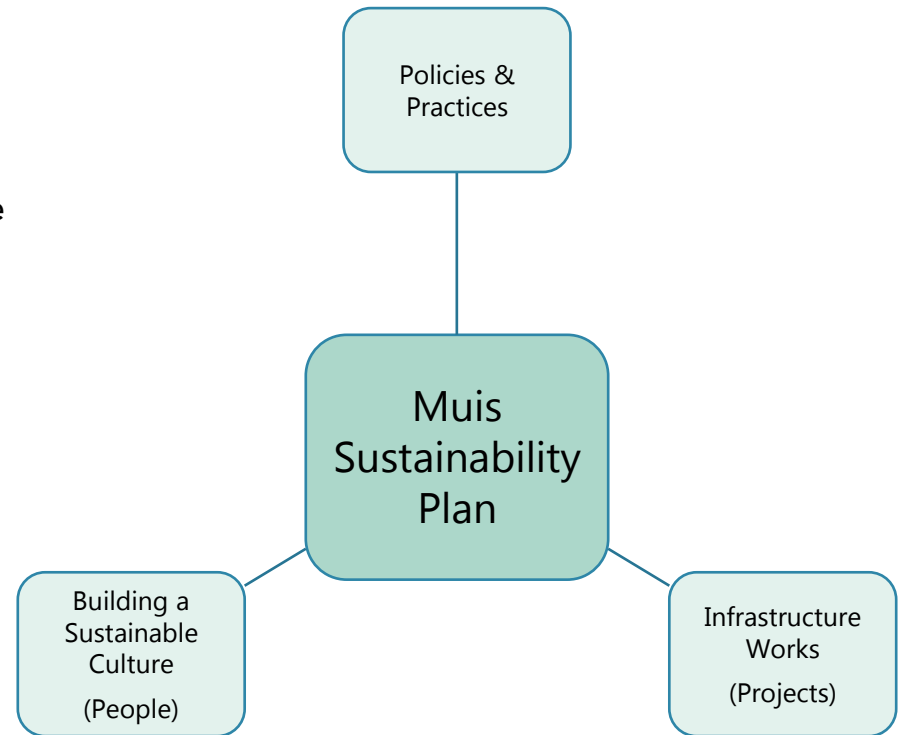 Policies &
Practices
e
Muis
Sustainability
Plan
Building a
Sustainable
Culture
(People)
Infrastructure
Works
(Projects)